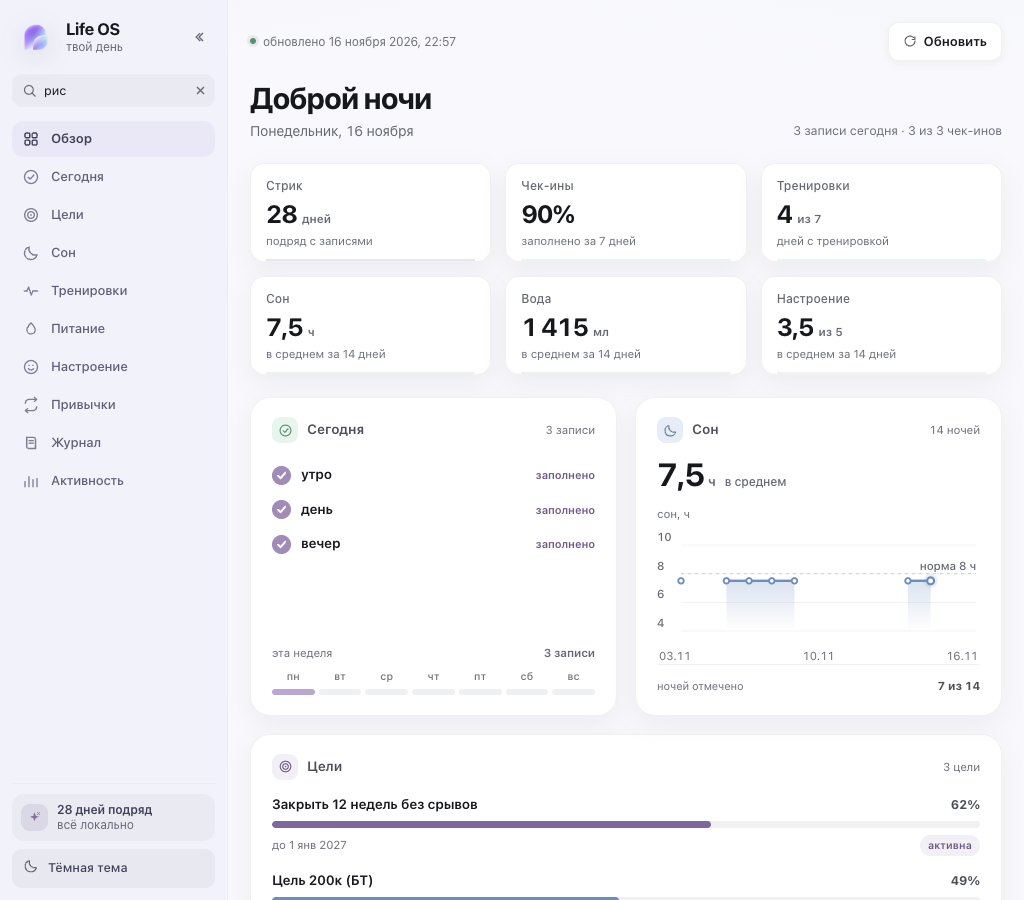 Life OS
твой день
рис
Обзор
Сегодня
Цели
Сон
Тренировки
Питание
Настроение
Привычки
Журнал
Активность
28 дней подряд
всё локально
Тёмная тема
обновлено 16 ноября 2026, 22:57
Обновить
Доброй ночи
Понедельник, 16 ноября
3 записи сегодня · 3 из 3 чек-инов
Стрик
28 дней
подряд с записями
Чек-ины
90%
заполнено за 7 дней
Тренировки
4 из 7
дней с тренировкой
Сон
7,5 ч
в среднем за 14 дней
Вода
1 415 мл
в среднем за 14 дней
Настроение
3,5 из 5
в среднем за 14 дней
Сегодня
3 записи
утро
заполнено
день
заполнено
вечер
заполнено
эта неделя
3 записи
пн вт ср чт пт сб вс
Сон
14 ночей
7,5 ч в среднем
сон, ч
10
8
норма 8 ч
6
4
03.11 10.11 16.11
ночей отмечено
7 из 14
Цели
3 цели
Закрыть 12 недель без срывов
62%
до 1 янв 2027
активна
Цель 200к (БТ)
49%